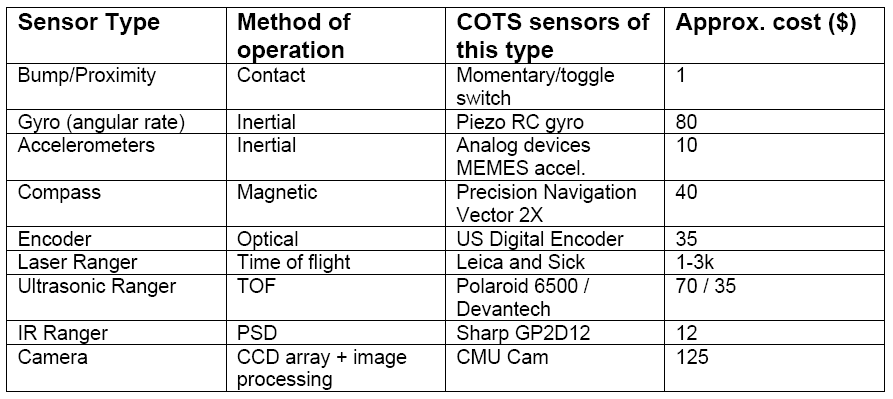 Sensor Type Method of operation COTS sensors of this type Approx. cost ($)
Bump/Proximity Contact Momentary/toggle switch 1
Gyro (angular rate) Inertial Piezo RC gyro 80
Accelerometers Inertial Analog devices MEMES accel. 10
Compass Magnetic Precision Navigation Vector 2X 40
Encoder Optical US Digital Encoder 35
Laser Ranger Time of flight Leica and Sick 1-3k
Ultrasonic Ranger TOF Polaroid 6500 / Devantech 70 / 35
IR Ranger PSD Sharp GP2D12 12
Camera CCD array + image processing CMU Cam 125